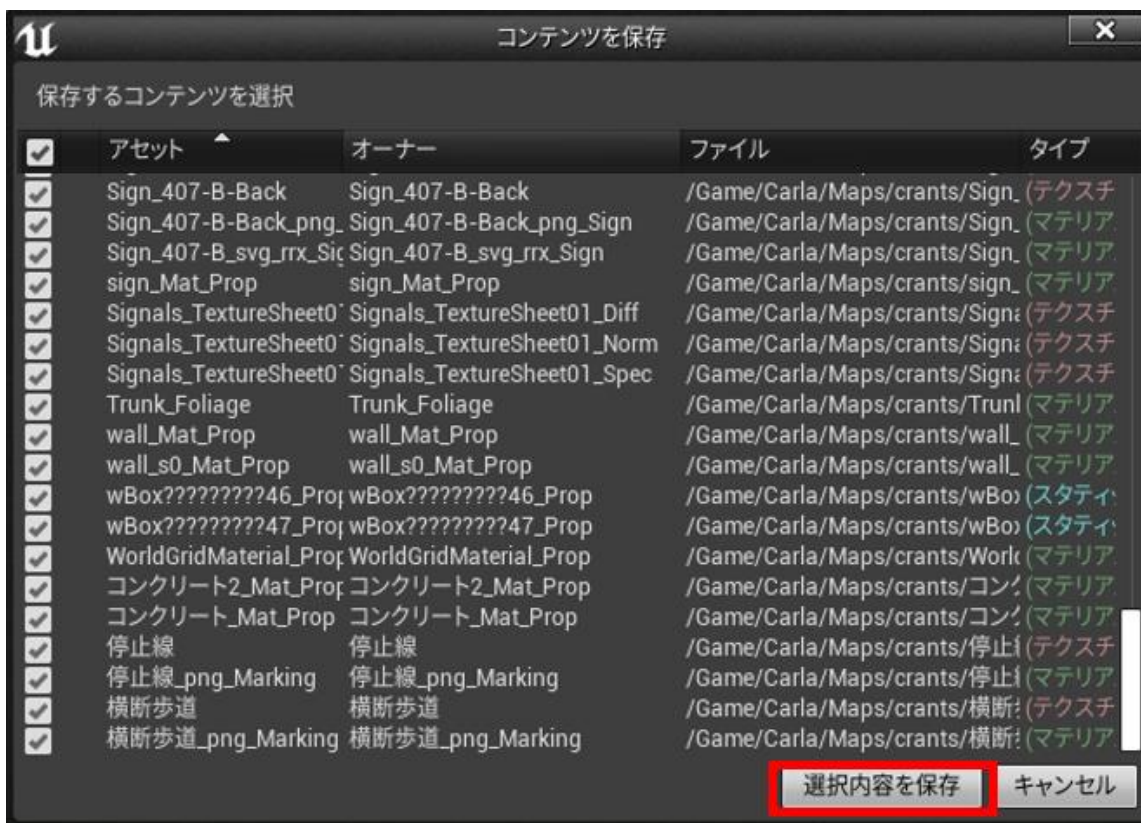 コンテンツを保存
保存するコンテンツを選択
アセット オーナー ファイル タイプ
Sign_407-B-Back Sign_407-B-Back /Game/Carla/Maps/crants/Sign_ (テクスチ
Sign_407-B-Back_png_ Sign_407-B-Back_png_Sign /Game/Carla/Maps/crants/Sign_ (マテリア
Sign_407-B_svg_rrx_Sig Sign_407-B_svg_rrx_Sign /Game/Carla/Maps/crants/Sign_ (マテリア
sign_Mat_Prop sign_Mat_Prop /Game/Carla/Maps/crants/sign_ (マテリア
Signals_TextureSheet0 Signals_TextureSheet01_Diff /Game/Carla/Maps/crants/Signa (テクスチ
Signals_TextureSheet0 Signals_TextureSheet01_Norm /Game/Carla/Maps/crants/Signa (テクスチ
Signals_TextureSheet0 Signals_TextureSheet01_Spec /Game/Carla/Maps/crants/Signa (テクスチ
Trunk_Foliage Trunk_Foliage /Game/Carla/Maps/crants/Trunl (マテリア
wall_Mat_Prop wall_Mat_Prop /Game/Carla/Maps/crants/wall_ (マテリア
wall_s0_Mat_Prop wall_s0_Mat_Prop /Game/Carla/Maps/crants/wall_ (マテリア
wBox?????????46_Prop wBox?????????46_Prop /Game/Carla/Maps/crants/wBox (スタティッ
wBox?????????47_Prop wBox?????????47_Prop /Game/Carla/Maps/crants/wBox (スタティッ
WorldGridMaterial_Prop WorldGridMaterial_Prop /Game/Carla/Maps/crants/World (マテリア
コンクリート2_Mat_Prop コンクリート2_Mat_Prop /Game/Carla/Maps/crants/コンク (マテリア
コンクリート_Mat_Prop コンクリート_Mat_Prop /Game/Carla/Maps/crants/コンク (マテリア
停止線 停止線 /Game/Carla/Maps/crants/停止 (テクスチ
停止線_png_Marking 停止線_png_Marking /Game/Carla/Maps/crants/停止 (マテリア
横断歩道 横断歩道 /Game/Carla/Maps/crants/横断 (テクスチ
横断歩道_png_Marking 横断歩道_png_Marking /Game/Carla/Maps/crants/横断 (マテリア
選択内容を保存 キャンセル